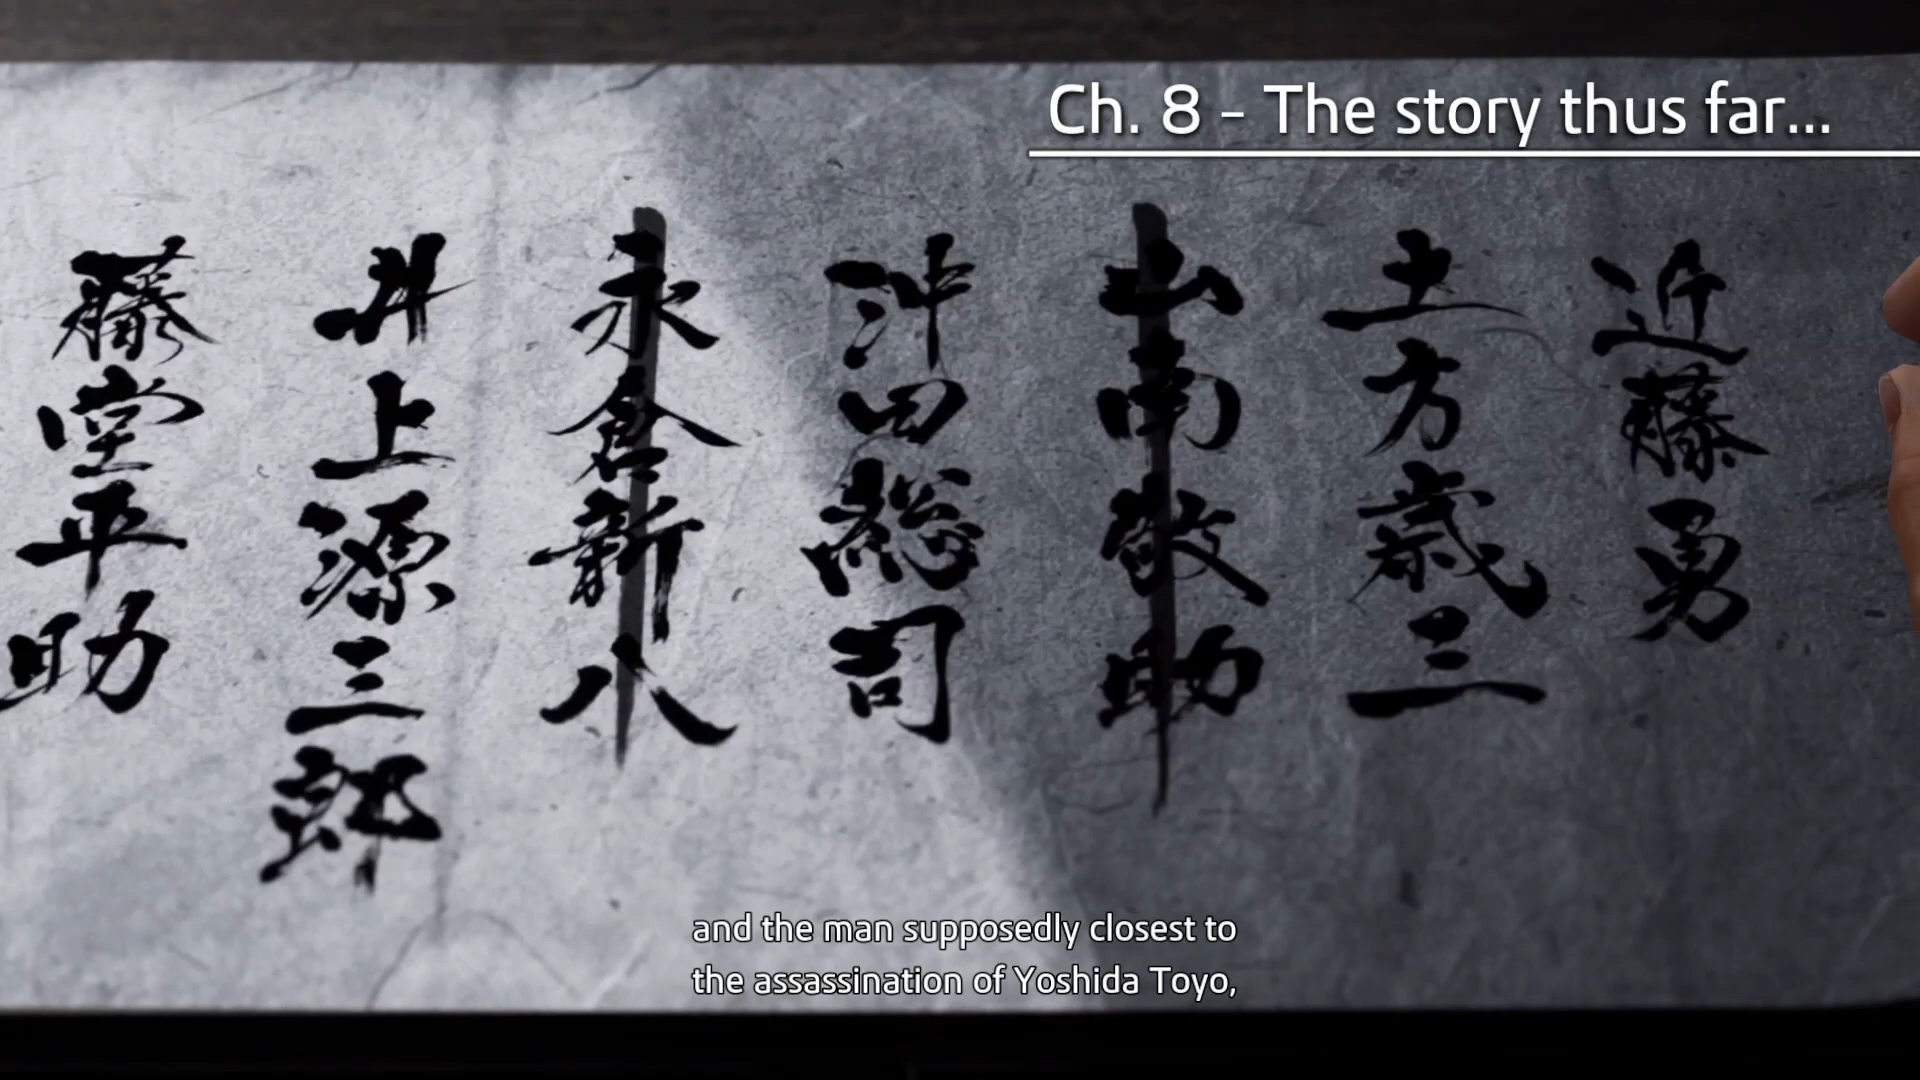 Ch. 8 - The story thus far...
近藤勇
土方歳三
山南敬助
沖田総司
永倉新八
井上源三郎
藤堂平助
and the man supposedly closest to
the assassination of Yoshida Toyo,